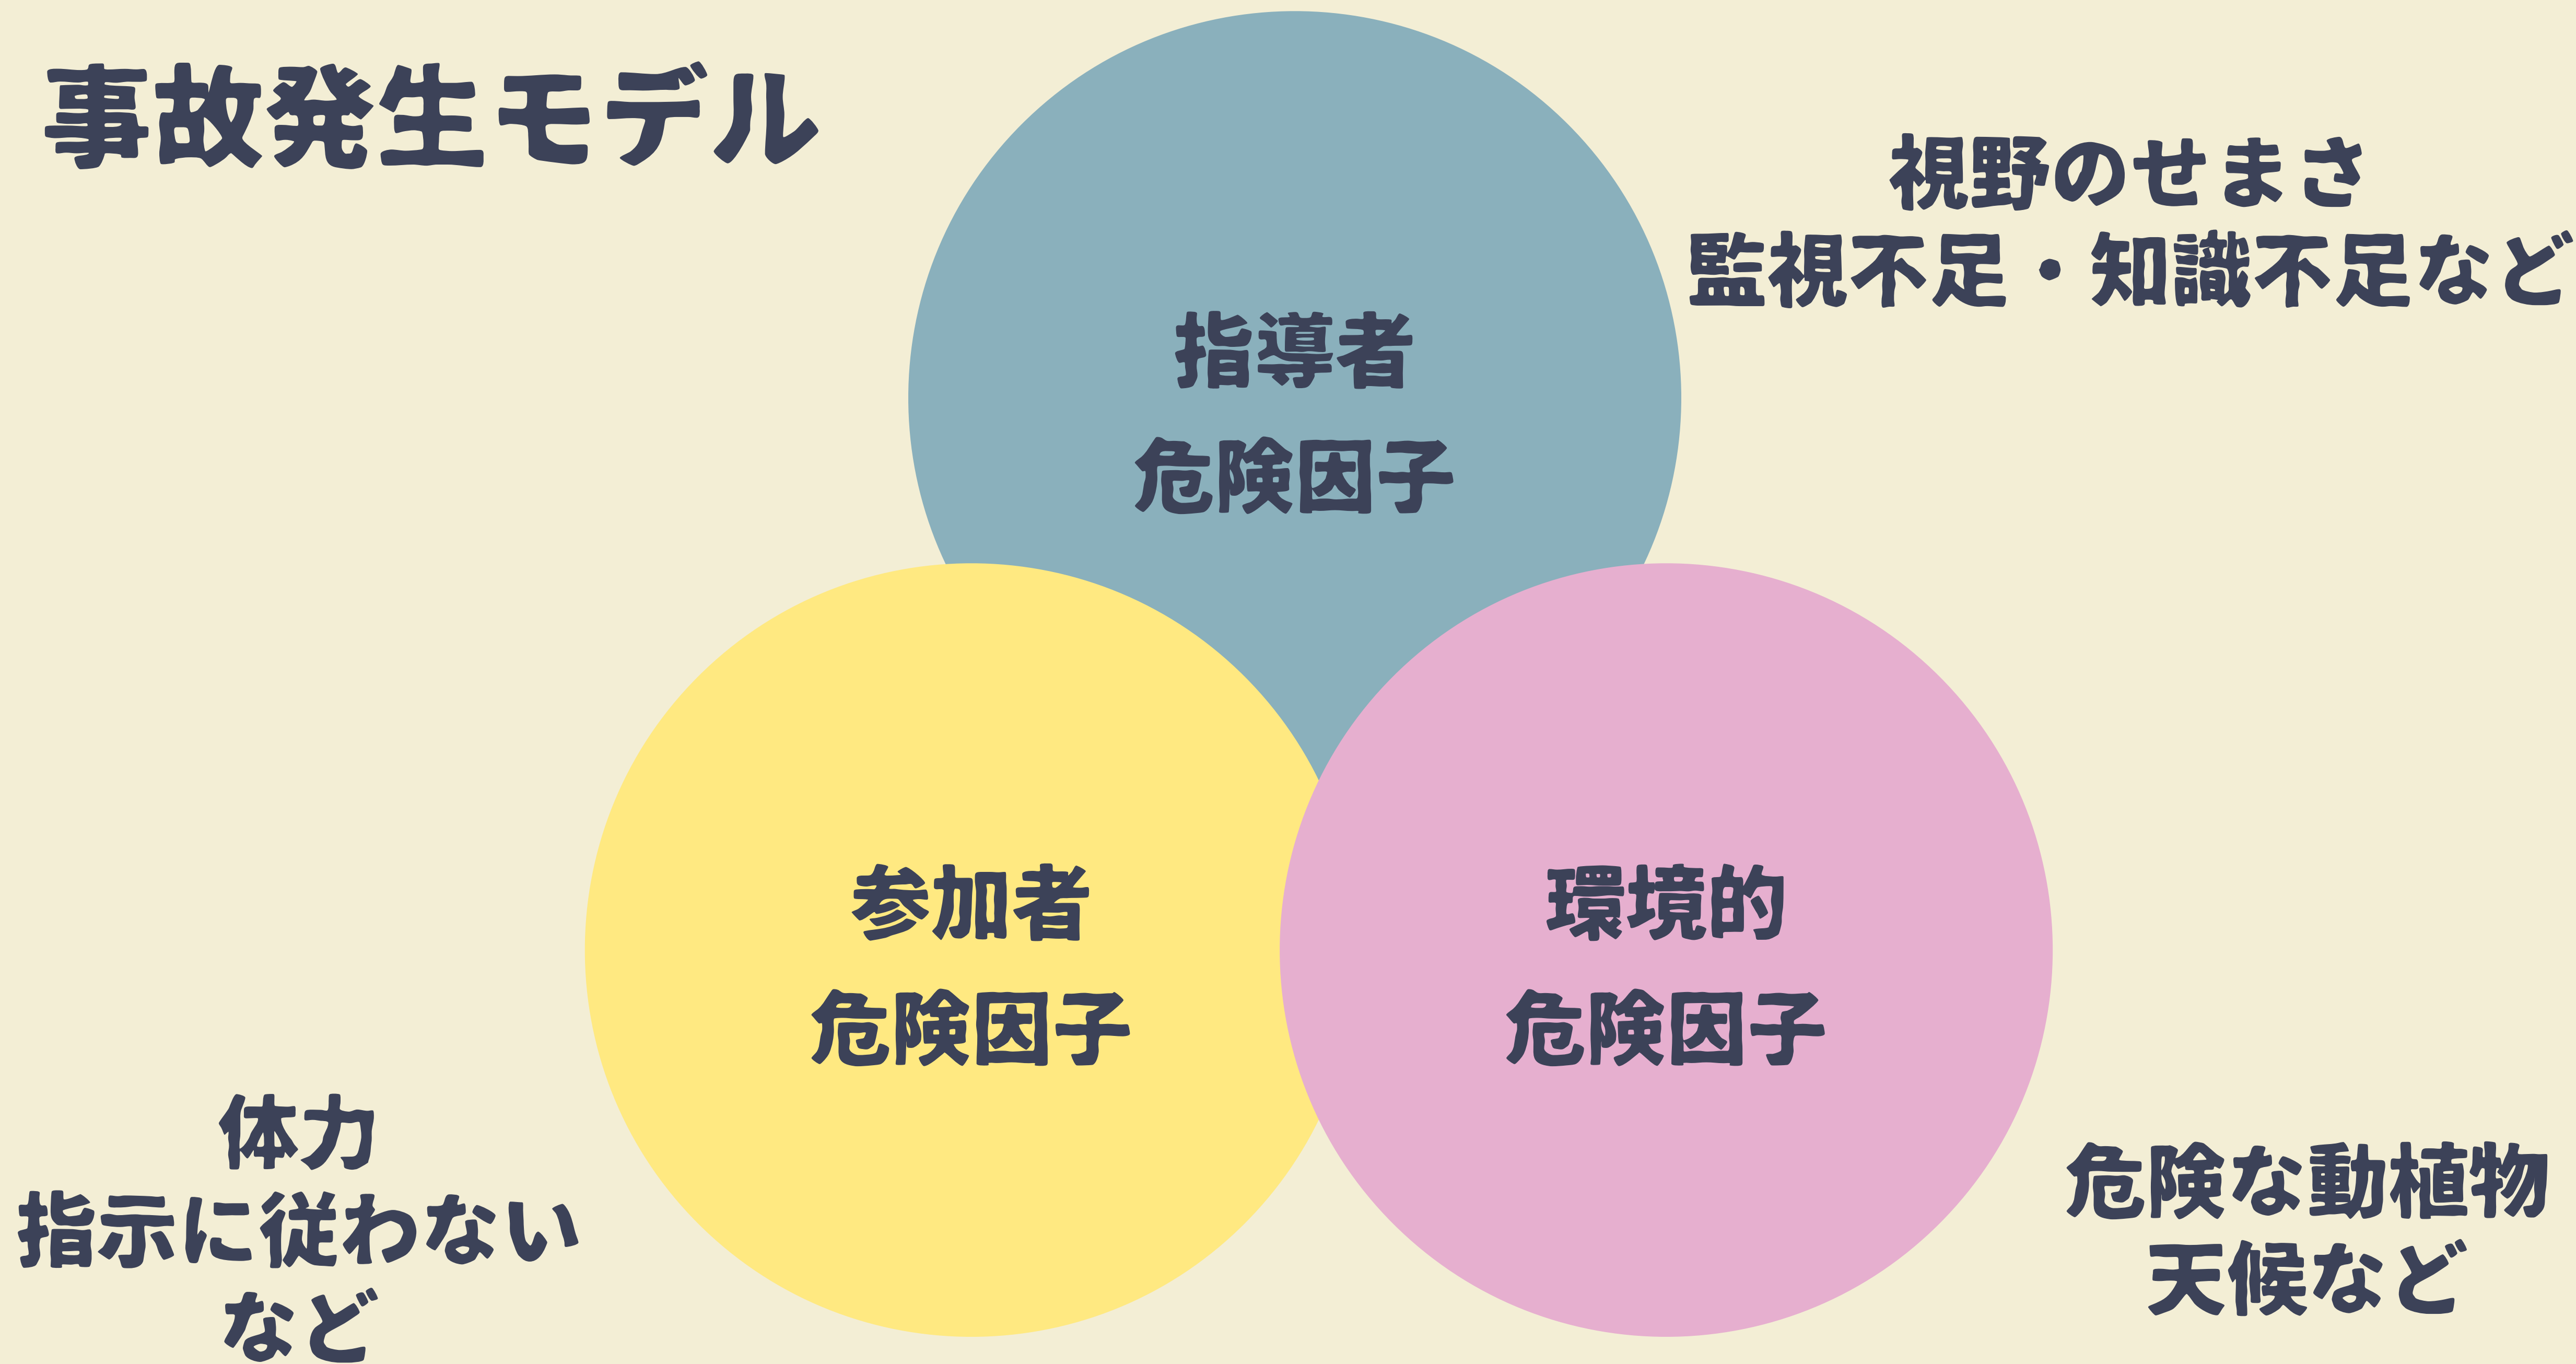 事故発生モデル
視野のせまさ
監視不足・知識不足など
指導者
危険因子
参加者
危険因子
環境的
危険因子
体力
指示に従わない
など
危険な動植物
天候など